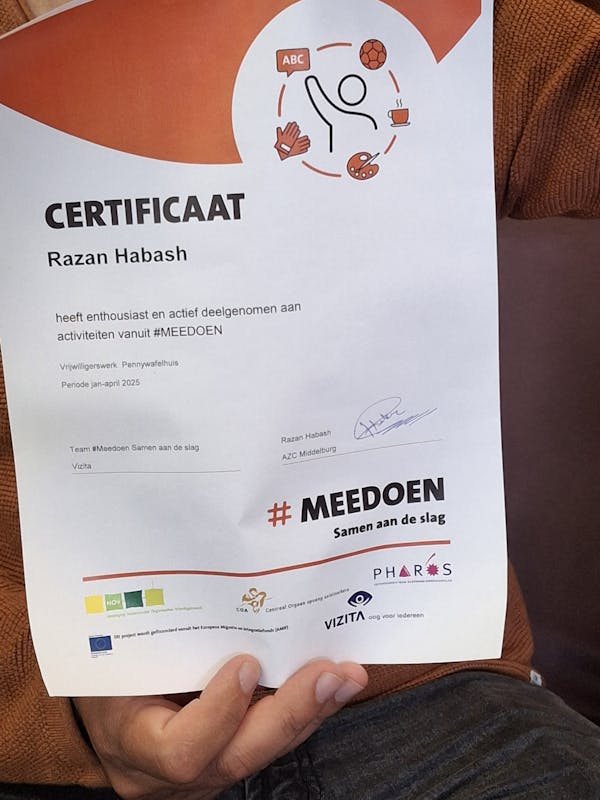 ABC
CERTIFICAAT
Razan Habash
heeft enthousiast en actief deelgenomen aan
activiteiten vanuit #MEEDOEN
Vrijwilligerswerk Pennywafelhuis
Periode jan-april 2025
Team #Meedoen Samen aan de slag
Vizita
Razan Habash
AZC Middelburg
# MEEDOEN
Samen aan de slag
PHAROS
NOV
COA Centraal Orgaan opvang asielzoekers
VIZITA oog voor iedereen
Dit project wordt gefinancierd vanuit het Europees Migratie en Integratiefonds (AMIF)